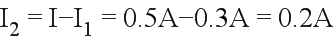 I₂ = I−I₁ = 0.5A−0.3A = 0.2A